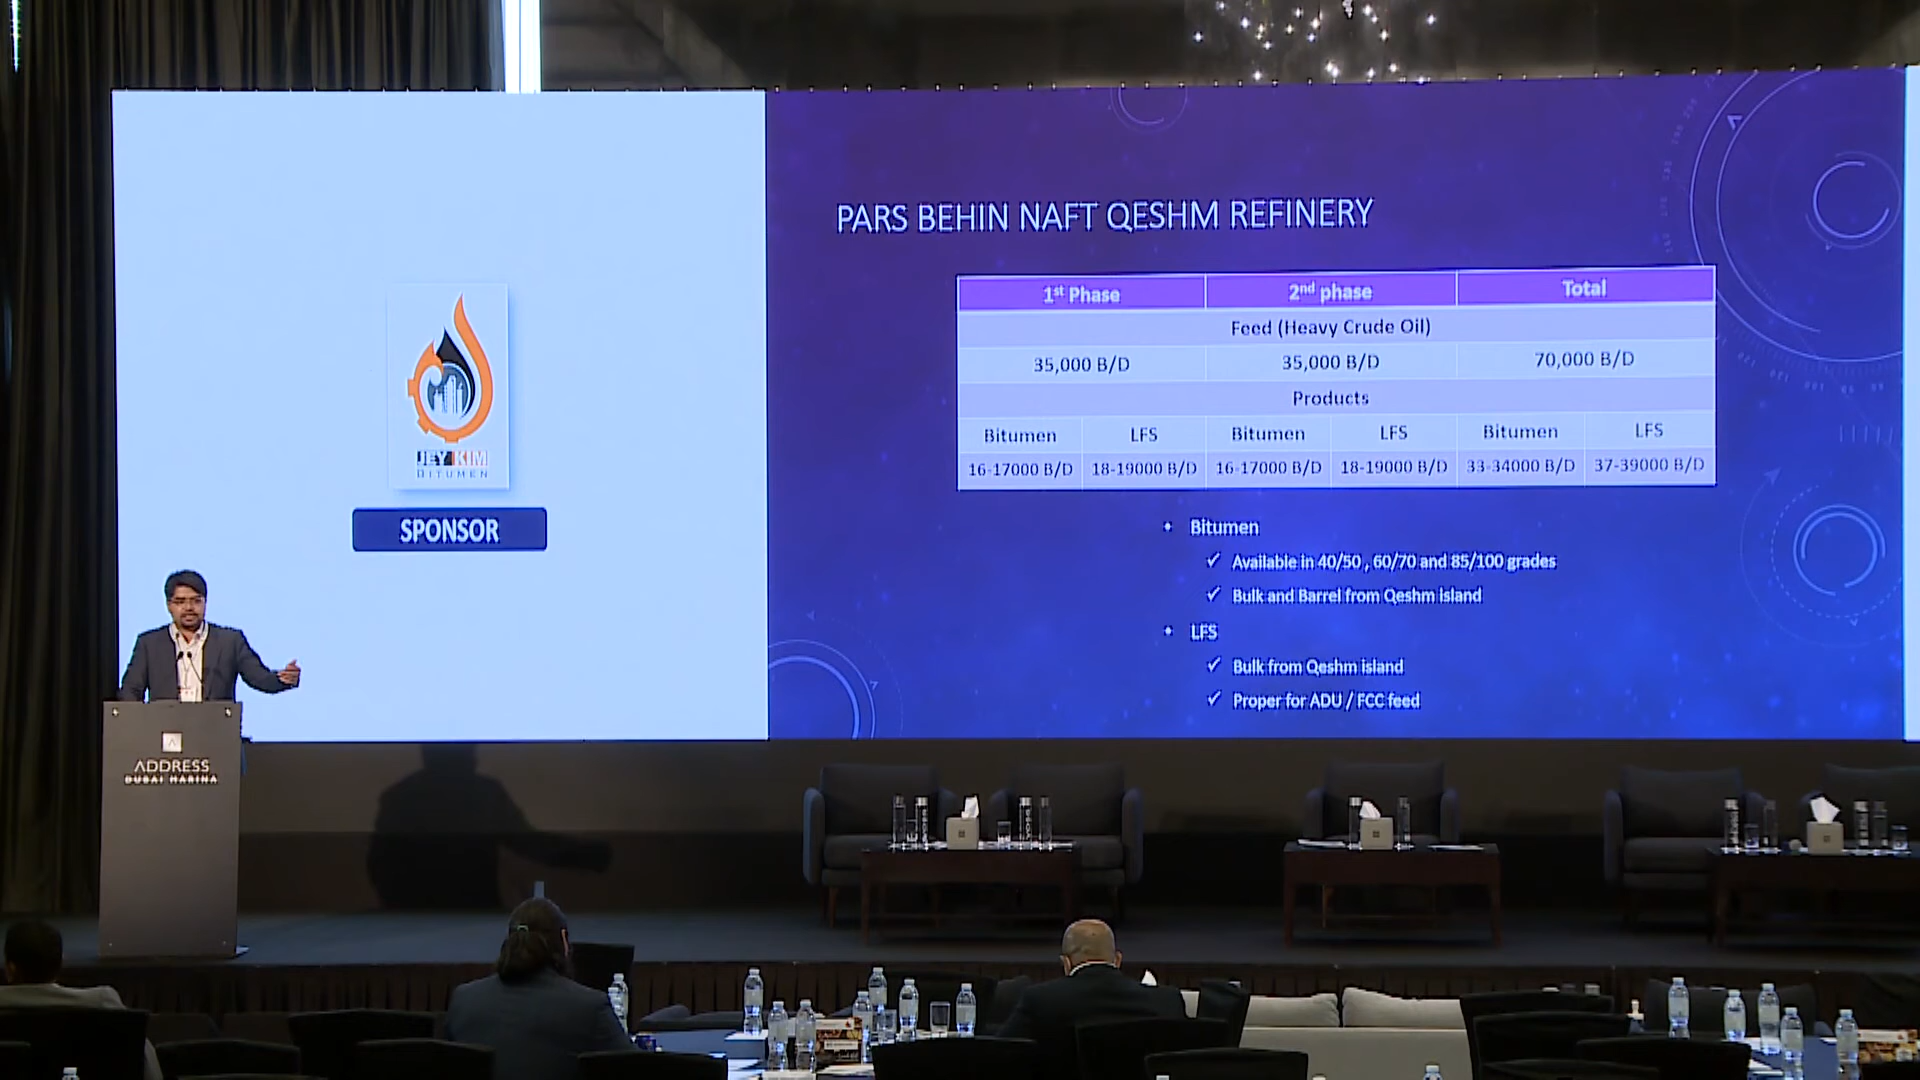 JEY KIM
BITUMEN
SPONSOR
PARS BEHIN NAFT QESHM REFINERY
1st Phase 2nd phase Total
Feed (Heavy Crude Oil)
35,000 B/D 35,000 B/D 70,000 B/D
Products
Bitumen LFS Bitumen LFS Bitumen LFS
16-17000 B/D 18-19000 B/D 16-17000 B/D 18-19000 B/D 33-34000 B/D 37-39000 B/D
• Bitumen
✓ Available in 40/50 , 60/70 and 85/100 grades
✓ Bulk and Barrel from Qeshm island
• LFS
✓ Bulk from Qeshm island
✓ Proper for ADU / FCC feed
ADDRESS
DUBAI MARINA